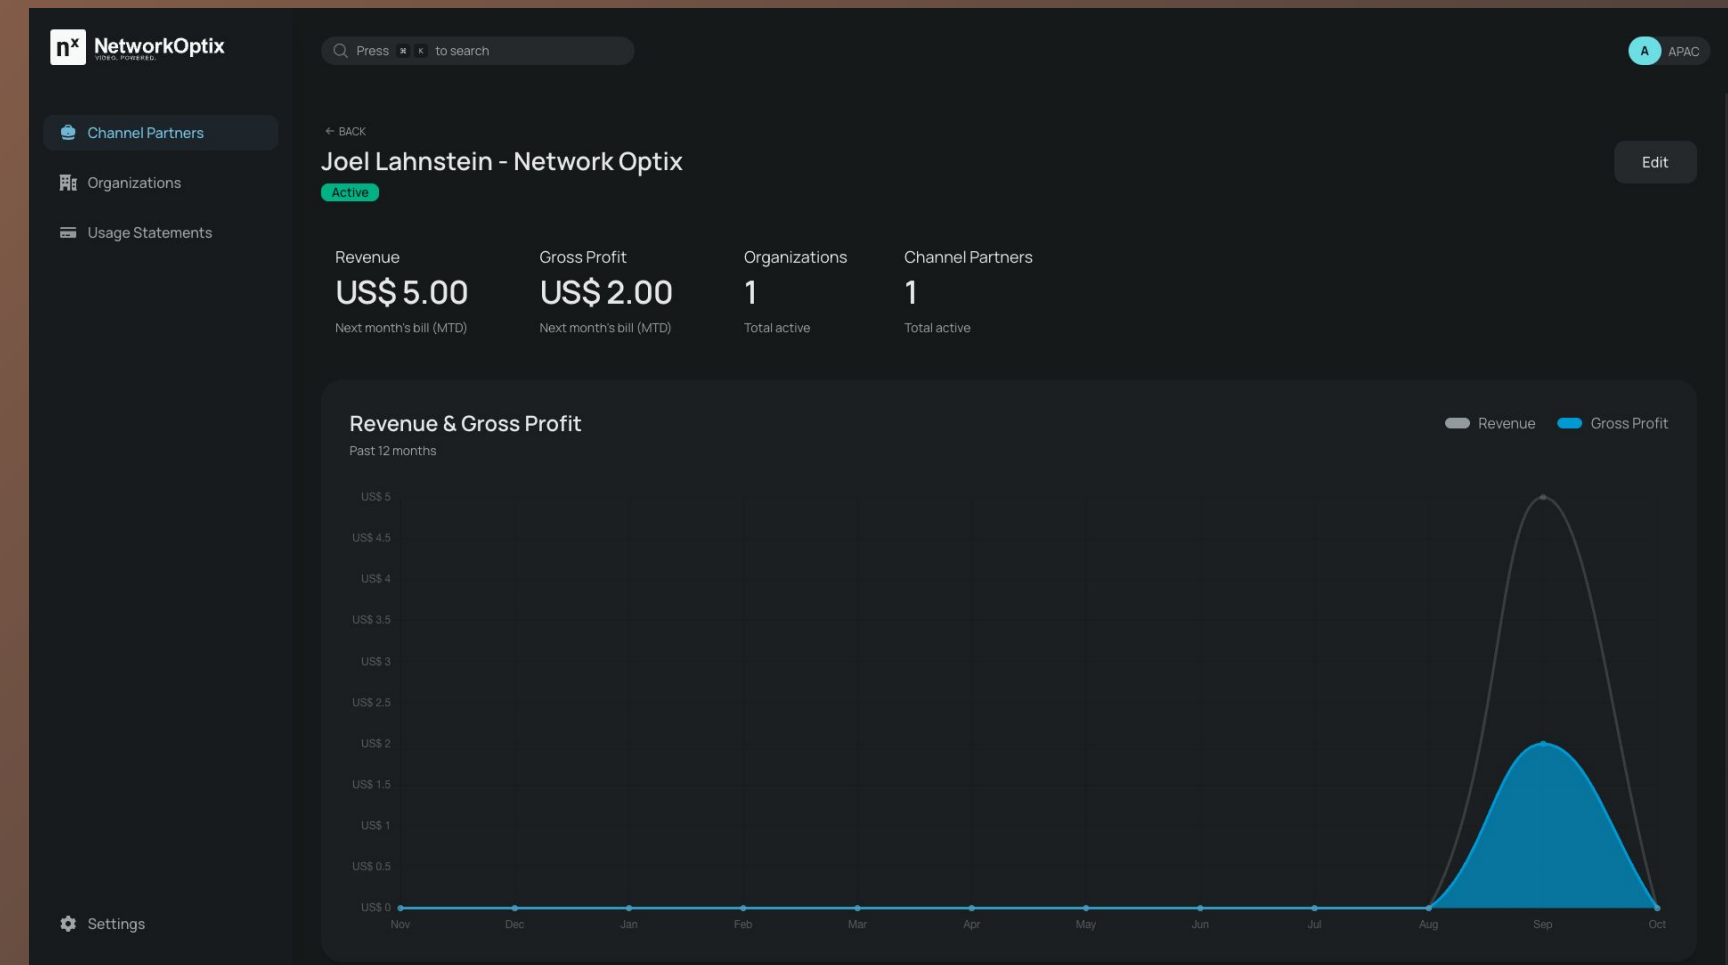 nx NetworkOptix
VIDEO. POWERED.
Press ⌘ K to search
A APAC
Channel Partners
Organizations
Usage Statements
Settings
← BACK
Joel Lahnstein - Network Optix
Active
Edit
Revenue
US$ 5.00
Next month's bill (MTD)
Gross Profit
US$ 2.00
Next month's bill (MTD)
Organizations
1
Total active
Channel Partners
1
Total active
Revenue & Gross Profit
Past 12 months
Revenue Gross Profit
US$ 5
US$ 4.5
US$ 4
US$ 3.5
US$ 3
US$ 2.5
US$ 2
US$ 1.5
US$ 1
US$ 0.5
US$ 0
Nov Dec Jan Feb Mar Apr May Jun Jul Aug Sep Oct